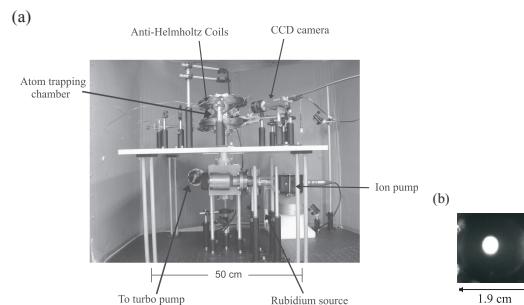 (a)
Anti-Helmholtz Coils
CCD camera
Atom trapping
chamber
Ion pump
(b)
50 cm
1.9 cm
To turbo pump
Rubidium source